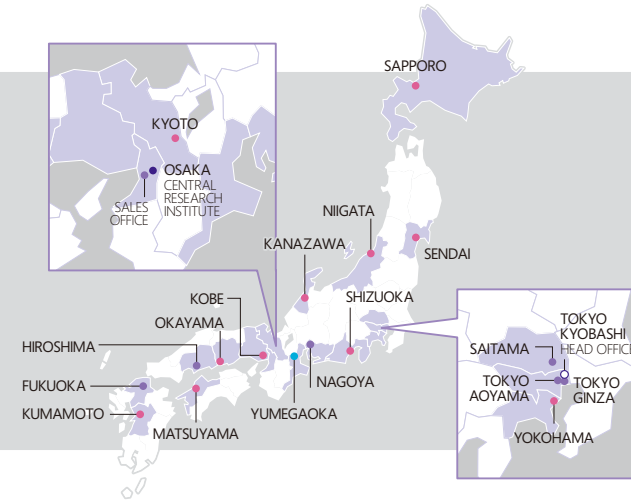 SAPPORO
KYOTO
OSAKA
CENTRAL
RESEARCH
INSTITUTE
SALES
OFFICE
NIIGATA
KANAZAWA
SENDAI
KOBE
SHIZUOKA
OKAYAMA
HIROSHIMA
FUKUOKA
KUMAMOTO
MATSUYAMA
YUMEGAOKA
NAGOYA
TOKYO
KYOBASHI
HEAD OFFICE
SAITAMA
TOKYO
AOYAMA
TOKYO
GINZA
YOKOHAMA